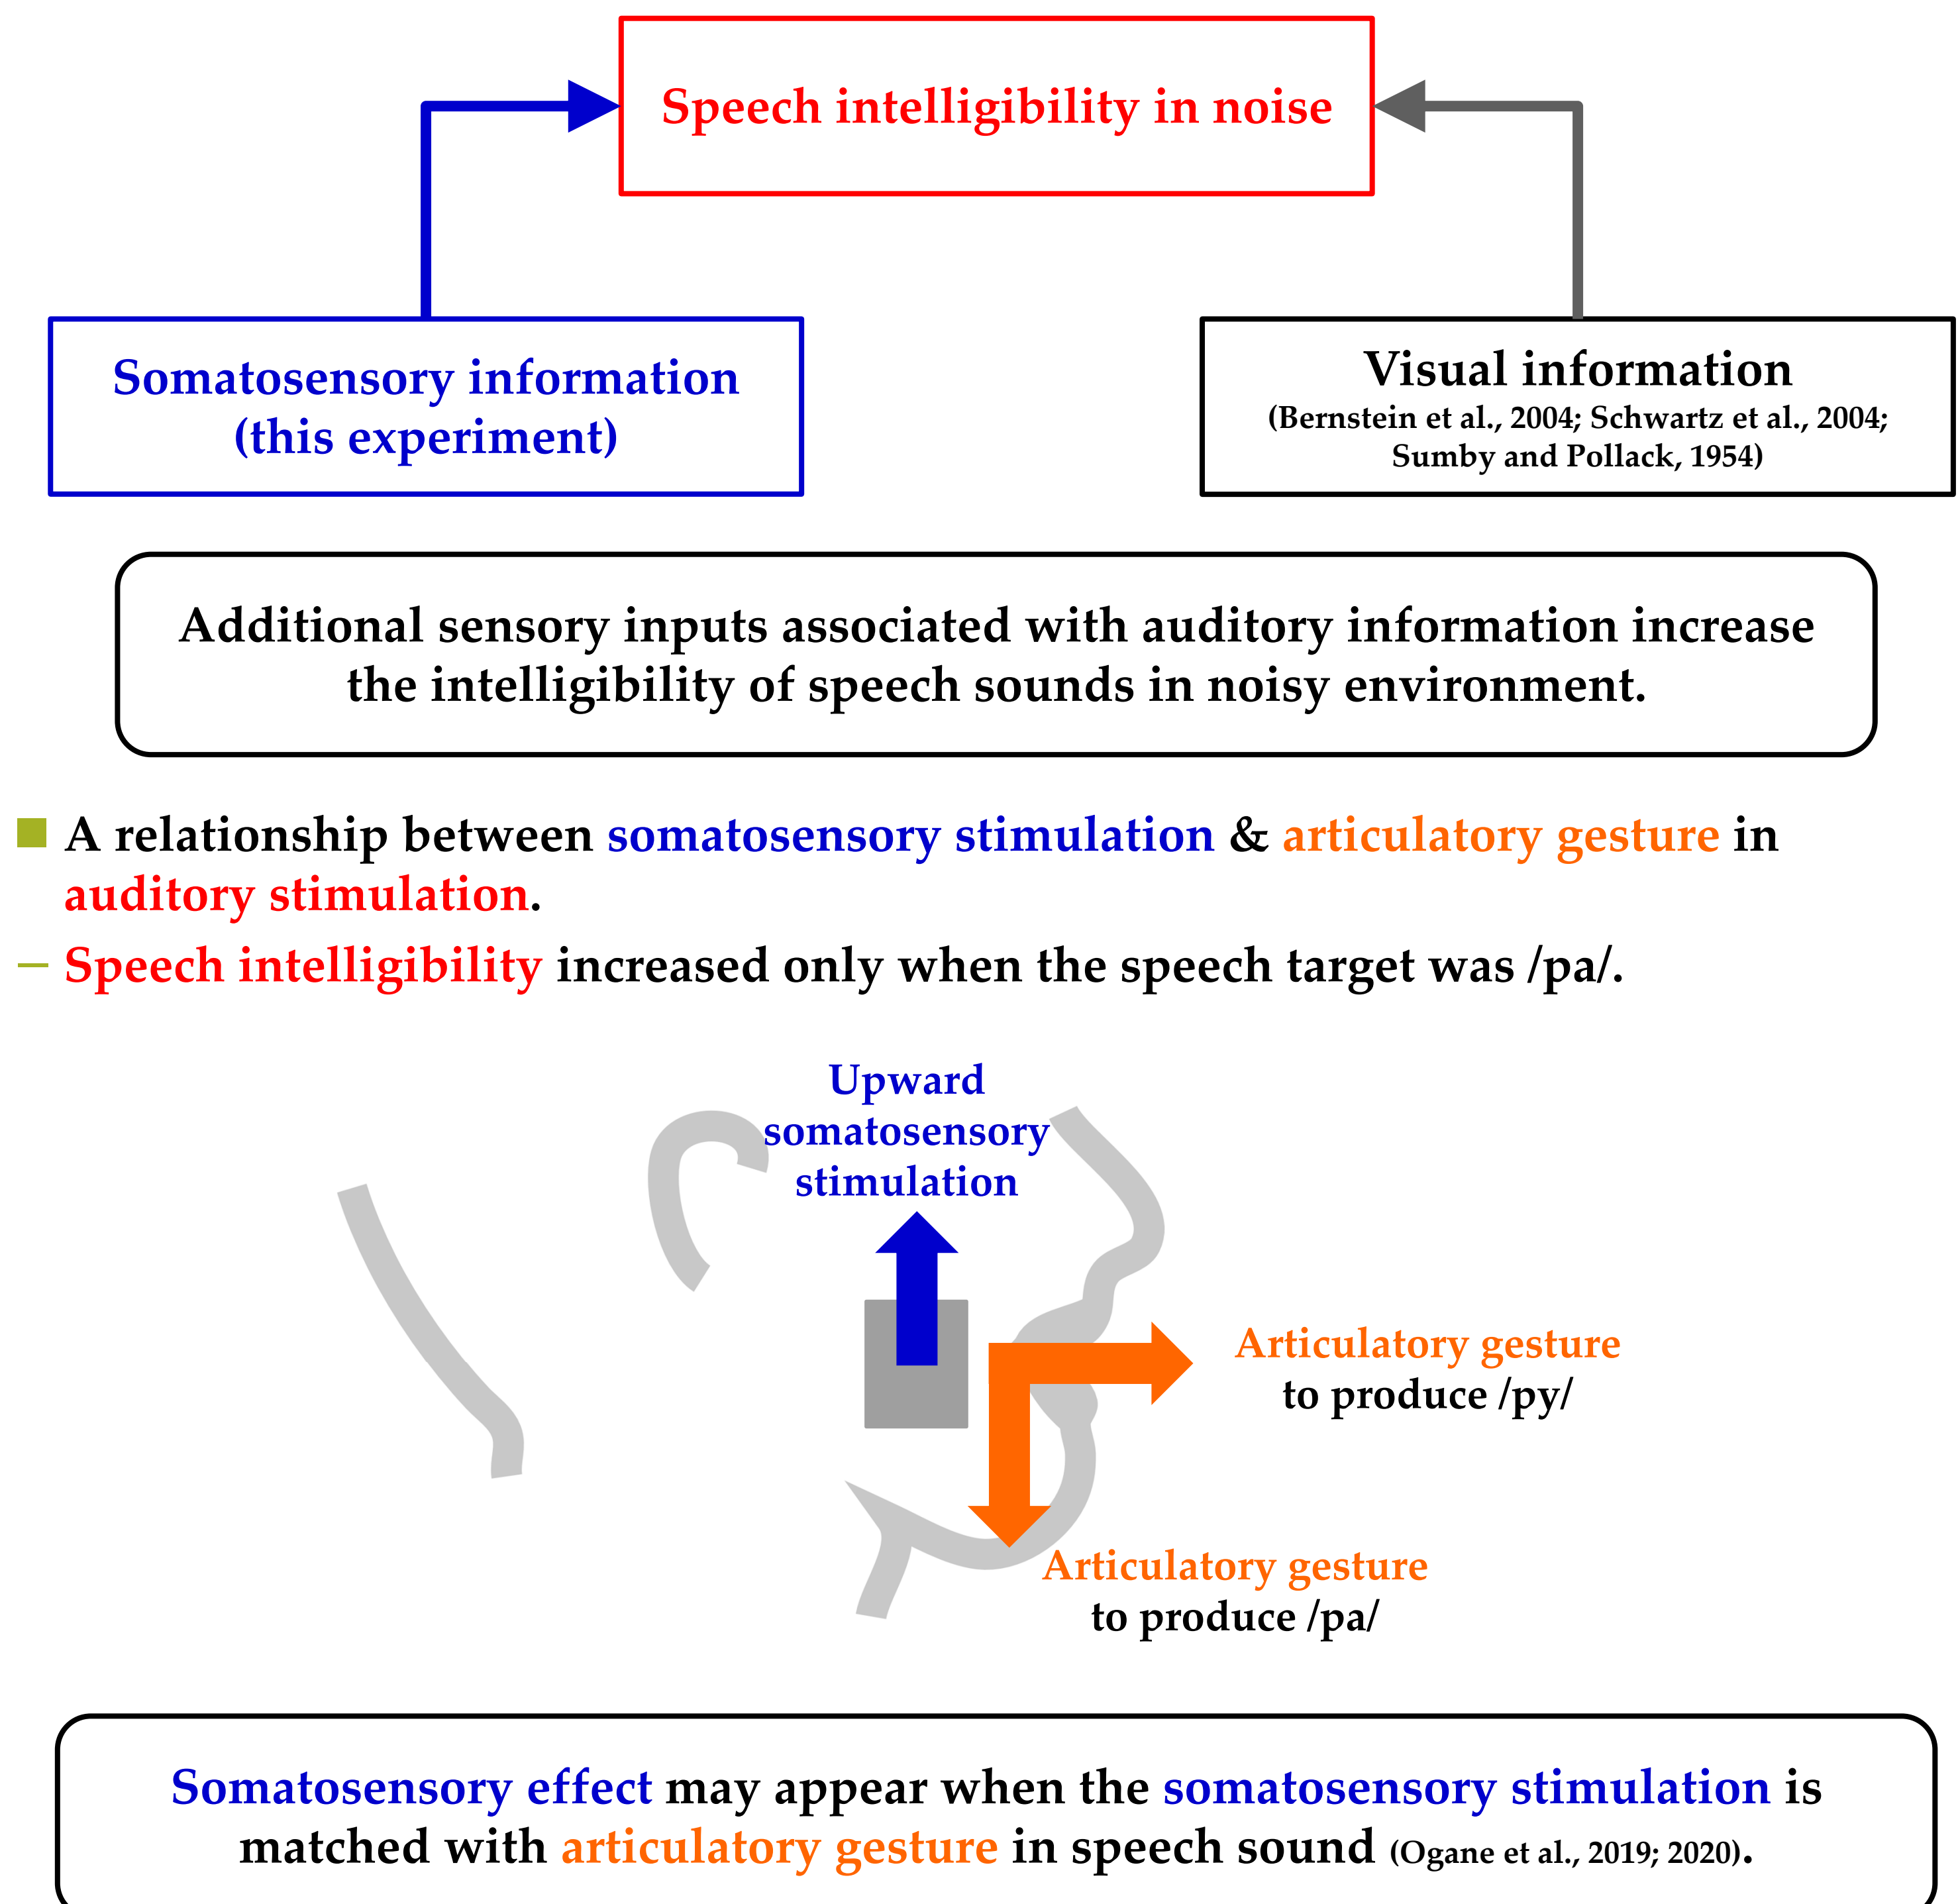 Speech intelligibility in noise
Somatosensory information
(this experiment)
Visual information
(Bernstein et al., 2004; Schwartz et al., 2004;
Sumby and Pollack, 1954)
Additional sensory inputs associated with auditory information increase
the intelligibility of speech sounds in noisy environment.
A relationship between somatosensory stimulation & articulatory gesture in
auditory stimulation.
– Speech intelligibility increased only when the speech target was /pa/.
Upward
somatosensory
stimulation
Articulatory gesture
to produce /py/
Articulatory gesture
to produce /pa/
Somatosensory effect may appear when the somatosensory stimulation is
matched with articulatory gesture in speech sound (Ogane et al., 2019; 2020).